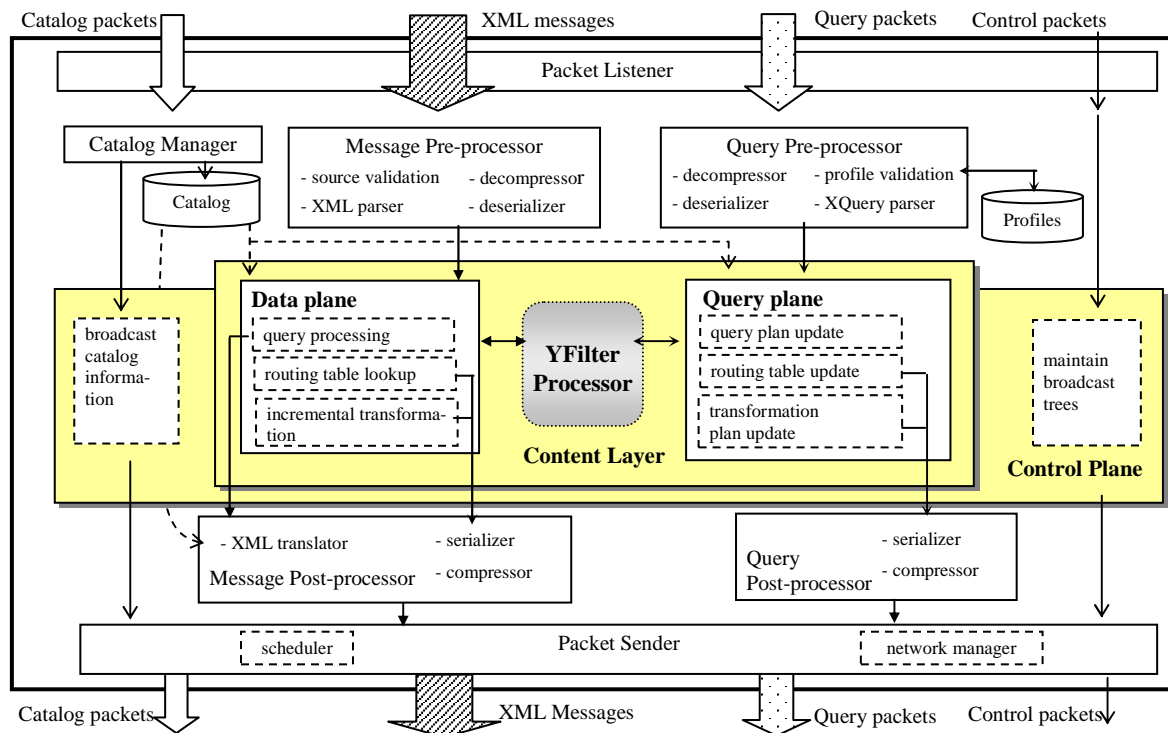 Catalog packets
XML messages
Query packets
Control packets
Packet Listener
Catalog Manager
Catalog
Message Pre-processor
- source validation
- decompressor
- XML parser
- deserializer
Query Pre-processor
- decompressor
- profile validation
- deserializer
- XQuery parser
Profiles
broadcast
catalog
informa-
tion
Data plane
query processing
routing table lookup
incremental transforma-
tion
YFilter
Processor
Query plane
query plan update
routing table update
transformation
plan update
Content Layer
maintain
broadcast
trees
Control Plane
- XML translator
- serializer
- compressor
Message Post-processor
- serializer
- compressor
Query
Post-processor
Packet Sender
scheduler
network manager
Catalog packets
XML Messages
Query packets
Control packets